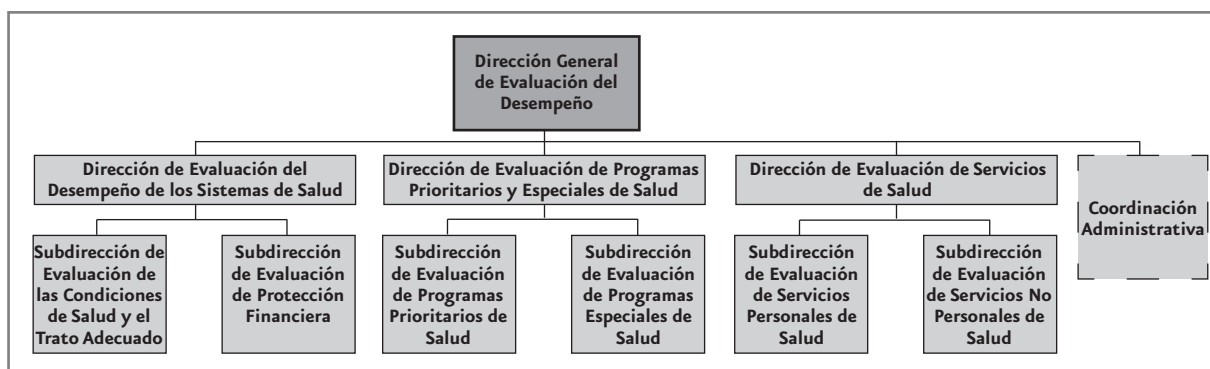 Dirección General
de Evaluación del
Desempeño
Dirección de Evaluación del
Desempeño de los Sistemas de Salud
Dirección de Evaluación de Programas
Prioritarios y Especiales de Salud
Dirección de Evaluación de Servicios
de Salud
Coordinación
Administrativa
Subdirección de
Evaluación de
las Condiciones
de Salud y el
Trato Adecuado
Subdirección
de Evaluación
de Protección
Financiera
Subdirección
de Evaluación
de Programas
Prioritarios de
Salud
Subdirección
de Evaluación
de Programas
Especiales de
Salud
Subdirección
de Evaluación
de Servicios
Personales de
Salud
Subdirección
de Evaluación
de Servicios No
Personales de
Salud